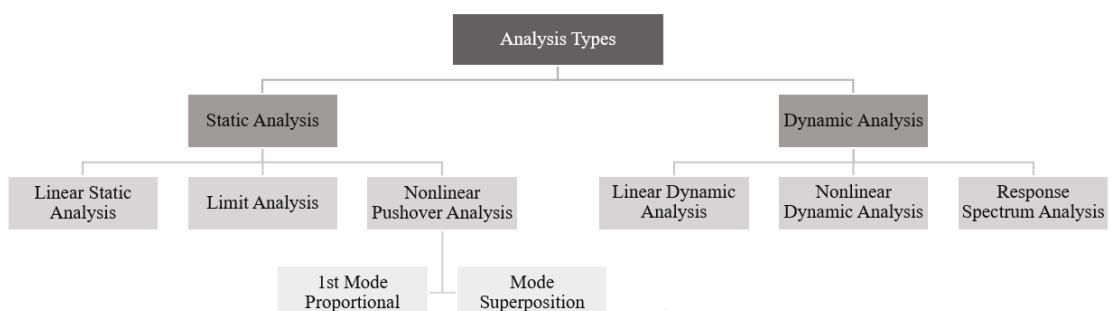 Analysis Types
Static Analysis
Dynamic Analysis
Linear Static
Analysis
Limit Analysis
Nonlinear
Pushover Analysis
Linear Dynamic
Analysis
Nonlinear
Dynamic Analysis
Response
Spectrum Analysis
1st Mode
Proportional
Mode
Superposition